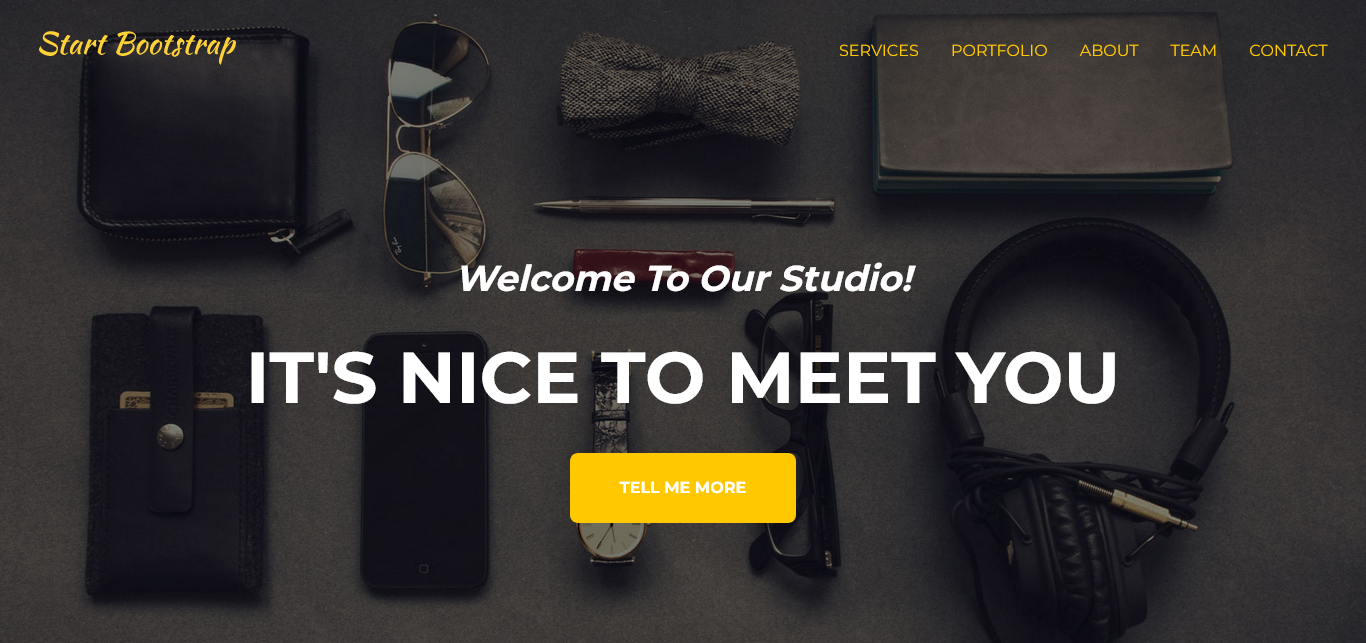 Start Bootstrap
SERVICES PORTFOLIO ABOUT TEAM CONTACT
Welcome To Our Studio!
IT'S NICE TO MEET YOU
TELL ME MORE